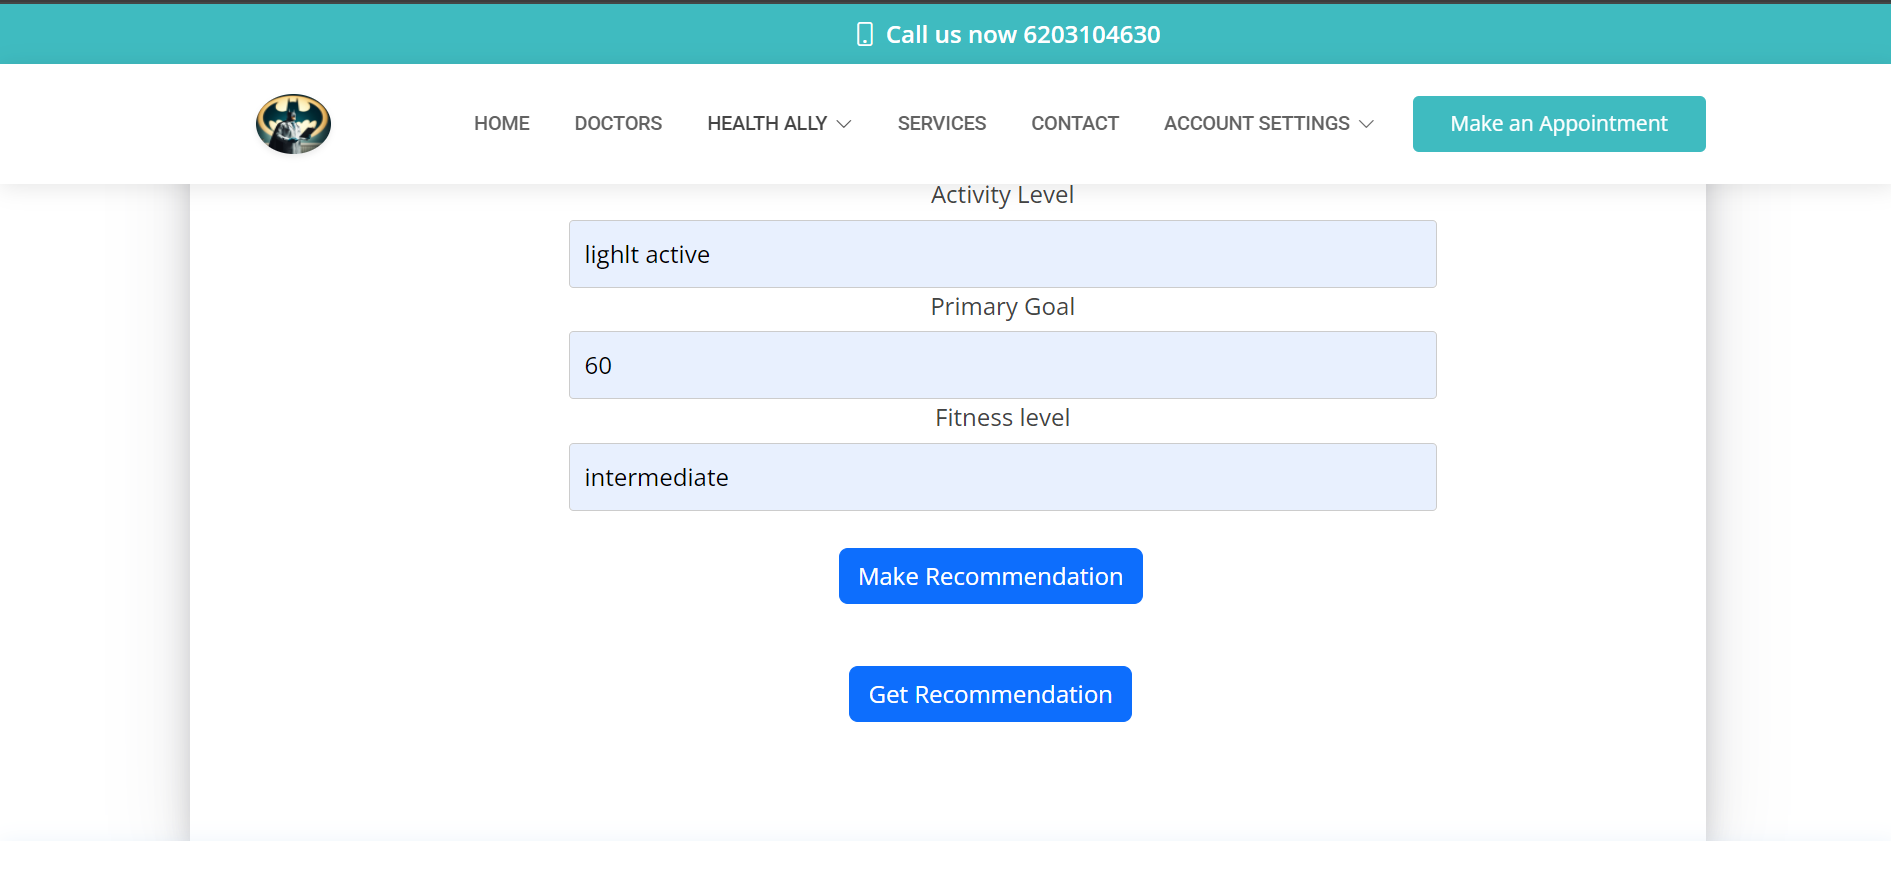 Call us now 6203104630
HOME DOCTORS HEALTH ALLY SERVICES CONTACT ACCOUNT SETTINGS Make an Appointment
Activity Level
lighlt active
Primary Goal
60
Fitness level
intermediate
Make Recommendation
Get Recommendation